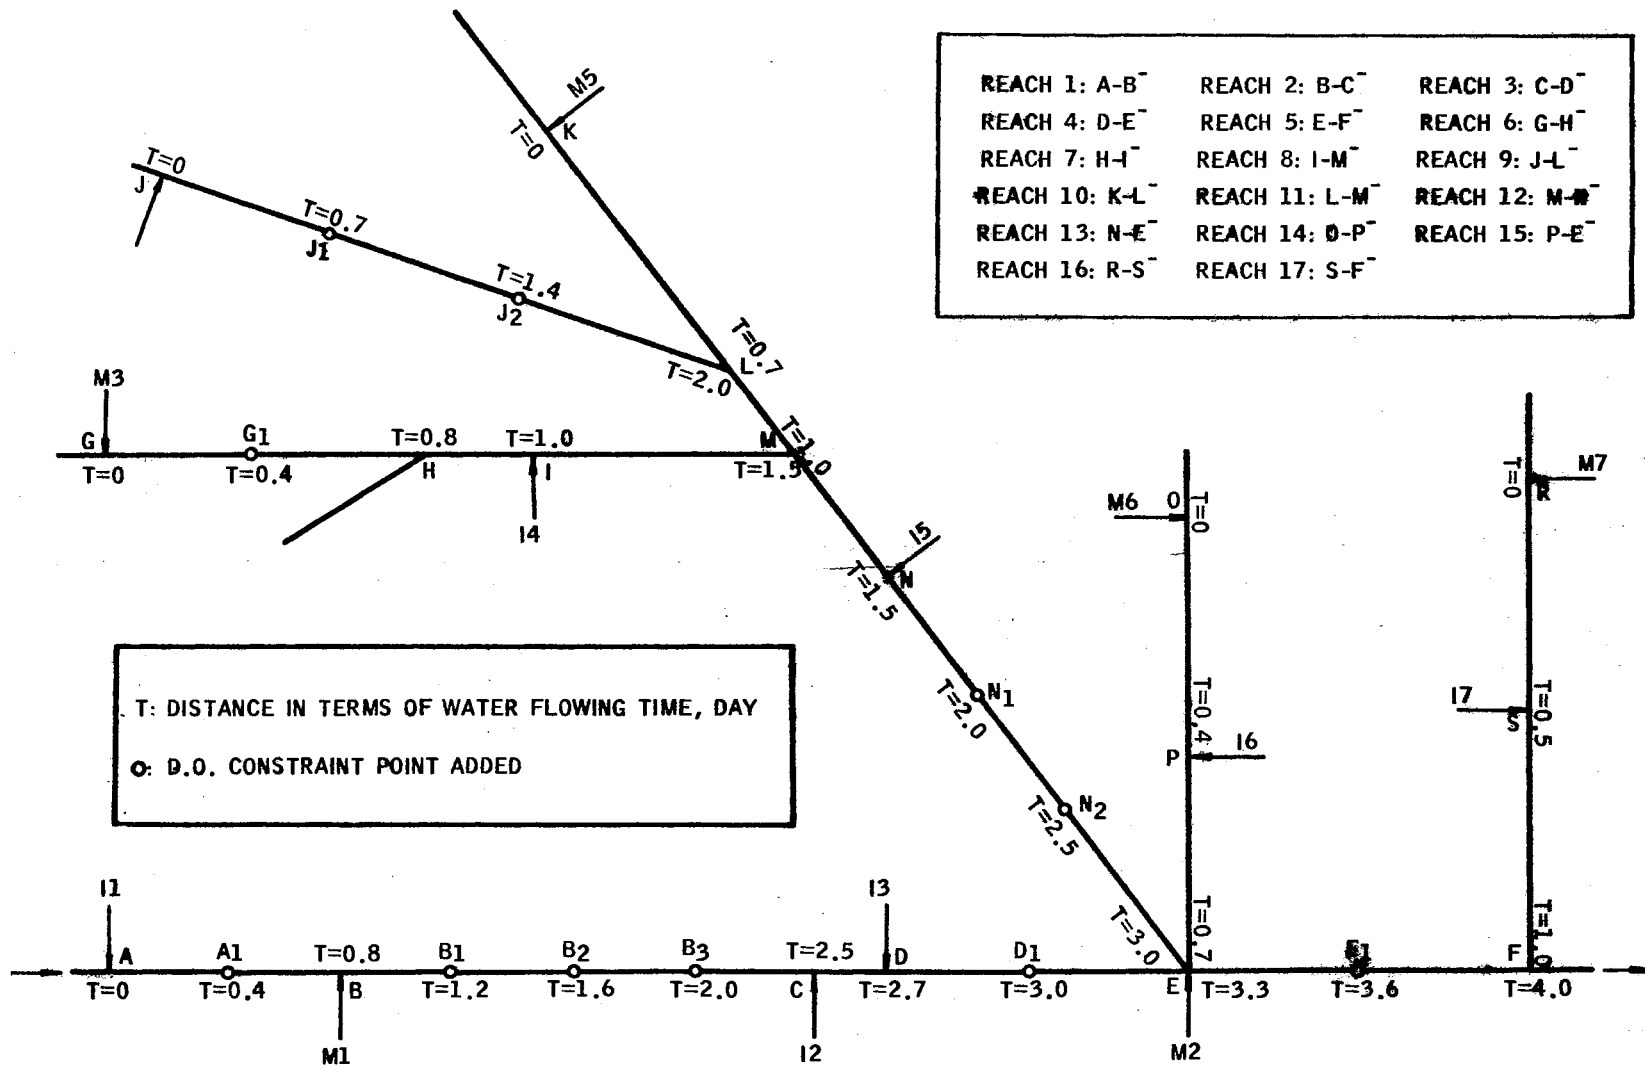 REACH 1: A-B⁻ REACH 2: B-C⁻ REACH 3: C-D⁻
REACH 4: D-E⁻ REACH 5: E-F⁻ REACH 6: G-H⁻
REACH 7: H-I⁻ REACH 8: I-M⁻ REACH 9: J-L⁻
REACH 10: K-L⁻ REACH 11: L-M⁻ REACH 12: M-N⁻
REACH 13: N-E⁻ REACH 14: O-P⁻ REACH 15: P-E⁻
REACH 16: R-S⁻ REACH 17: S-F⁻
M5
K
T=0
T=0
J
T=0.7
J1
T=1.4
J2
T=0.7
L
T=2.0
M3
G
T=0
G1
T=0.4
T=0.8
H
T=1.0
I
I4
M
T=1.0
T=1.5
I5
N
T=1.5
N1
T=2.0
N2
T=2.5
T=3.0
M6
O
T=0
T=0.4
P
I6
T=0.7
M7
T=0
R
I7
S
T=0.5
T=1.0
T: DISTANCE IN TERMS OF WATER FLOWING TIME, DAY
O: D.O. CONSTRAINT POINT ADDED
I1
A
T=0
A1
T=0.4
T=0.8
B
M1
B1
T=1.2
B2
T=1.6
B3
T=2.0
T=2.5
C
I2
I3
D
T=2.7
D1
T=3.0
E
T=3.3
M2
E1
T=3.6
F
T=4.0